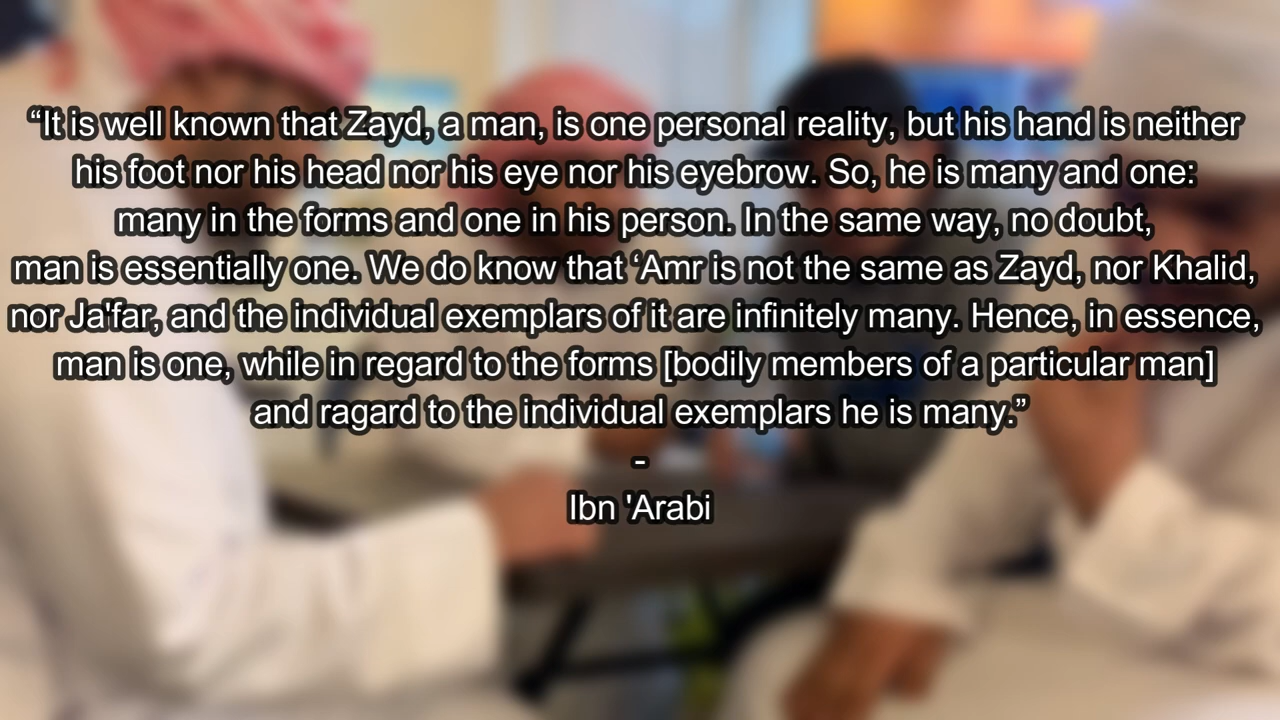 “It is well known that Zayd, a man, is one personal reality, but his hand is neither
his foot nor his head nor his eye nor his eyebrow. So, he is many and one:
many in the forms and one in his person. In the same way, no doubt,
man is essentially one. We do know that ‘Amr is not the same as Zayd, nor Khalid,
nor Ja'far, and the individual exemplars of it are infinitely many. Hence, in essence,
man is one, while in regard to the forms [bodily members of a particular man]
and ragard to the individual exemplars he is many.”
-
Ibn 'Arabi